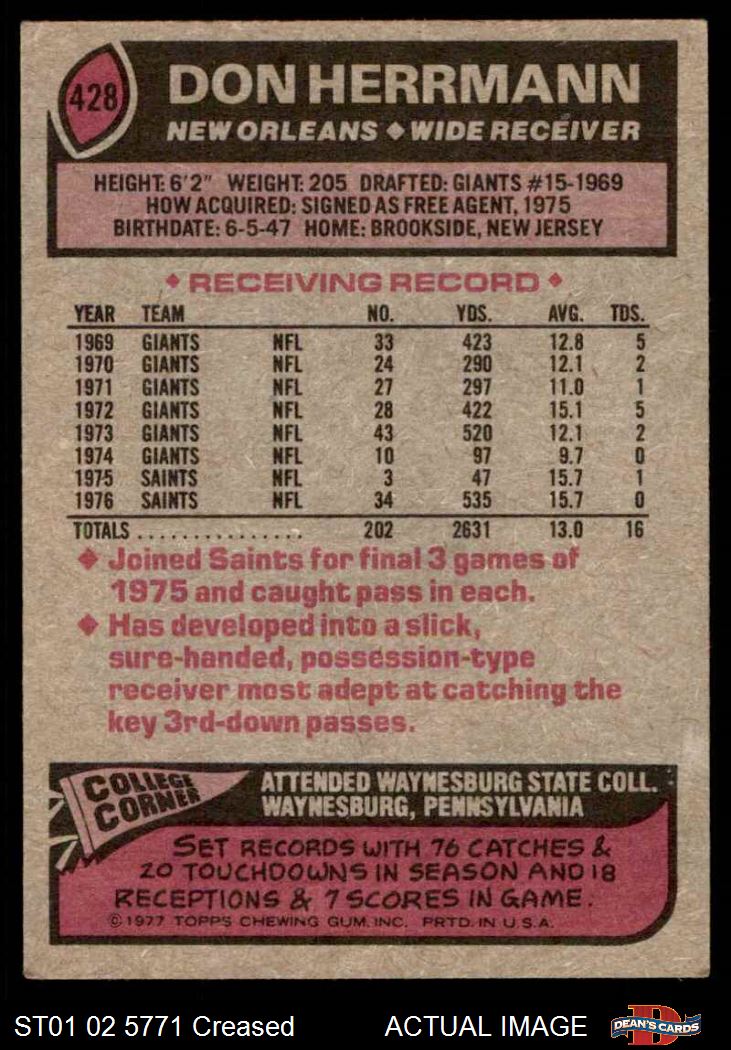 428
DON HERRMANN
NEW ORLEANS ◆ WIDE RECEIVER
HEIGHT: 6'2" WEIGHT: 205 DRAFTED: GIANTS #15-1969
HOW ACQUIRED: SIGNED AS FREE AGENT, 1975
BIRTHDATE: 6-5-47 HOME: BROOKSIDE, NEW JERSEY
◆ RECEIVING RECORD ◆
YEAR TEAM NO. YDS. AVG. TDS.
1969 GIANTS NFL 33 423 12.8 5
1970 GIANTS NFL 24 290 12.1 2
1971 GIANTS NFL 27 297 11.0 1
1972 GIANTS NFL 28 422 15.1 5
1973 GIANTS NFL 43 520 12.1 2
1974 GIANTS NFL 10 97 9.7 0
1975 SAINTS NFL 3 47 15.7 1
1976 SAINTS NFL 34 535 15.7 0
TOTALS ............... 202 2631 13.0 16
◆ Joined Saints for final 3 games of
1975 and caught pass in each.
◆ Has developed into a slick,
sure-handed, possession-type
receiver most adept at catching the
key 3rd-down passes.
COLLEGE
CORNER
ATTENDED WAYNESBURG STATE COLL.
WAYNESBURG, PENNSYLVANIA
SET RECORDS WITH 76 CATCHES &
20 TOUCHDOWNS IN SEASON AND 18
RECEPTIONS & 7 SCORES IN GAME.
©1977 TOPPS CHEWING GUM, INC. PRTD. IN U.S.A.
ST01 02 5771 Creased ACTUAL IMAGE
D
DEAN'S CARDS